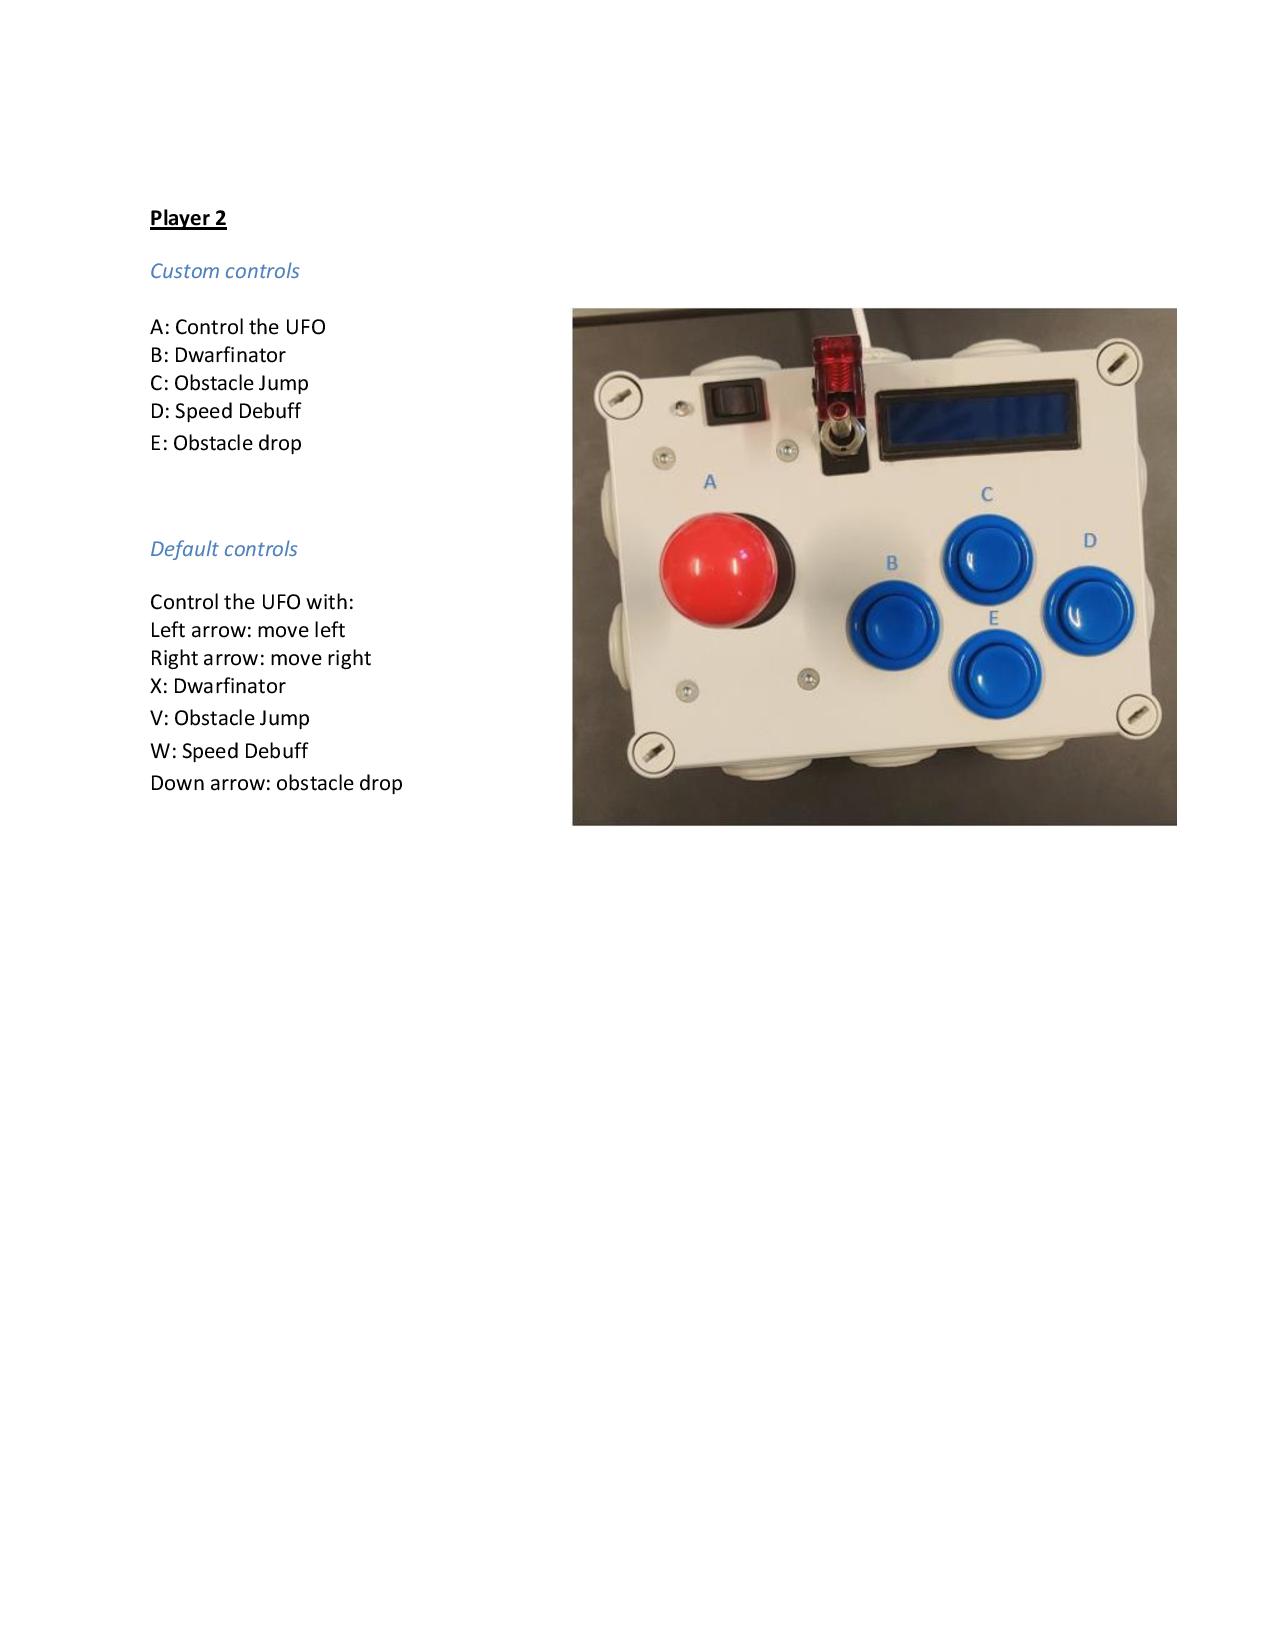 Player 2
Custom controls
A: Control the UFO
B: Dwarfinator
C: Obstacle Jump
D: Speed Debuff
E: Obstacle drop
Default controls
Control the UFO with:
Left arrow: move left
Right arrow: move right
X: Dwarfinator
V: Obstacle Jump
W: Speed Debuff
Down arrow: obstacle drop
A
C
D
B
E